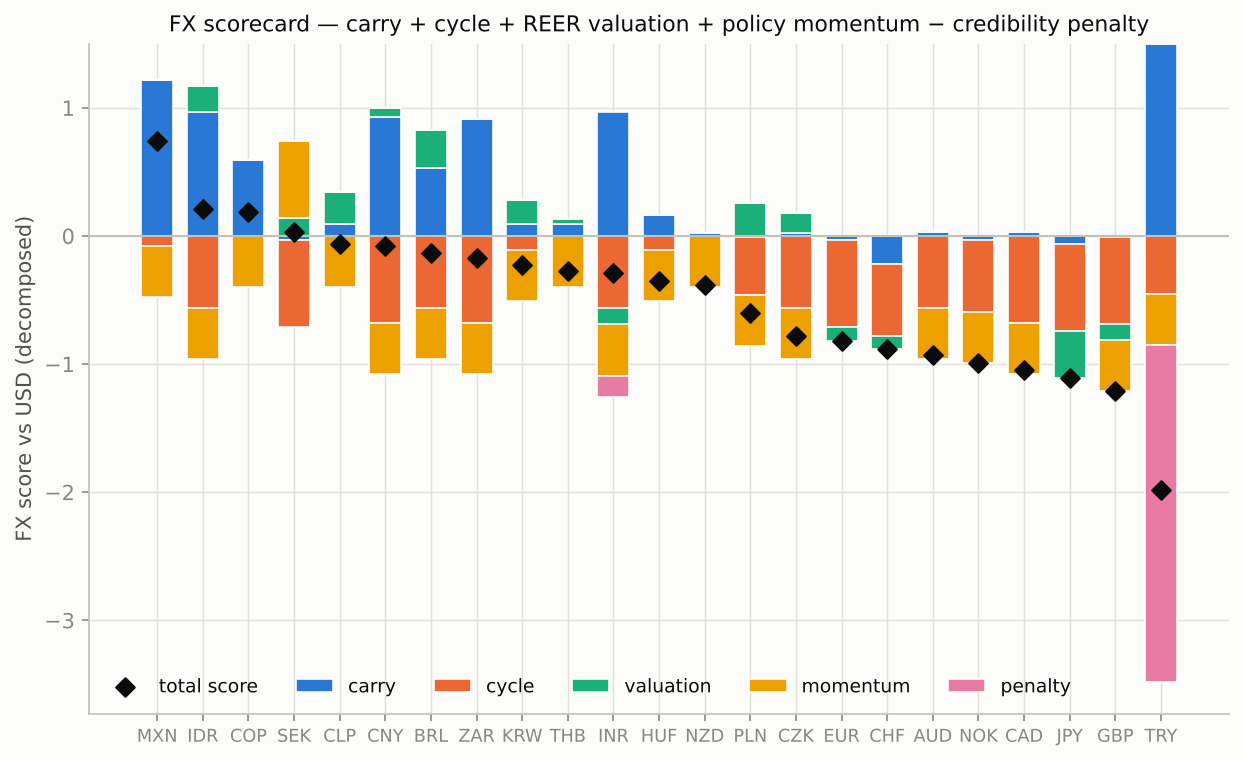 FX scorecard — carry + cycle + REER valuation + policy momentum − credibility penalty
FX score vs USD (decomposed)
1
0
−1
−2
−3
total score carry cycle valuation momentum penalty
MXN IDR COP SEK CLP CNY BRL ZAR KRW THB INR HUF NZD PLN CZK EUR CHF AUD NOK CAD JPY GBP TRY